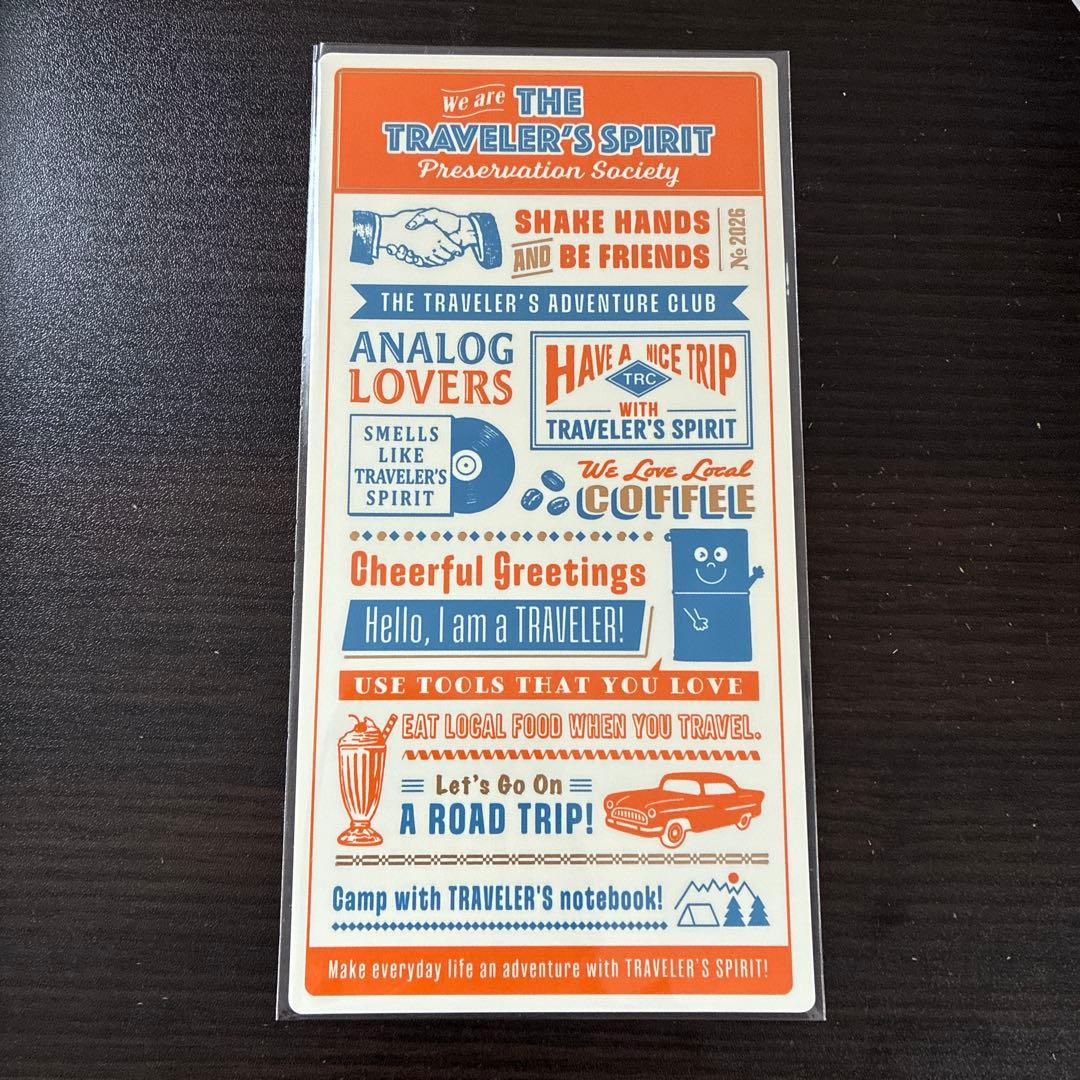 We are THE
TRAVELER'S SPIRIT
Preservation Society
SHAKE HANDS
AND BE FRIENDS
№ 2026
THE TRAVELER'S ADVENTURE CLUB
ANALOG
LOVERS
SMELLS
LIKE
TRAVELER'S
SPIRIT
HAVE A NICE TRIP
TRC
WITH
TRAVELER'S SPIRIT
We Love Local
COFFEE
Cheerful Greetings
Hello, I am a TRAVELER!
USE TOOLS THAT YOU LOVE
EAT LOCAL FOOD WHEN YOU TRAVEL.
Let's Go On
A ROAD TRIP!
Camp with TRAVELER'S notebook!
Make everyday life an adventure with TRAVELER'S SPIRIT!